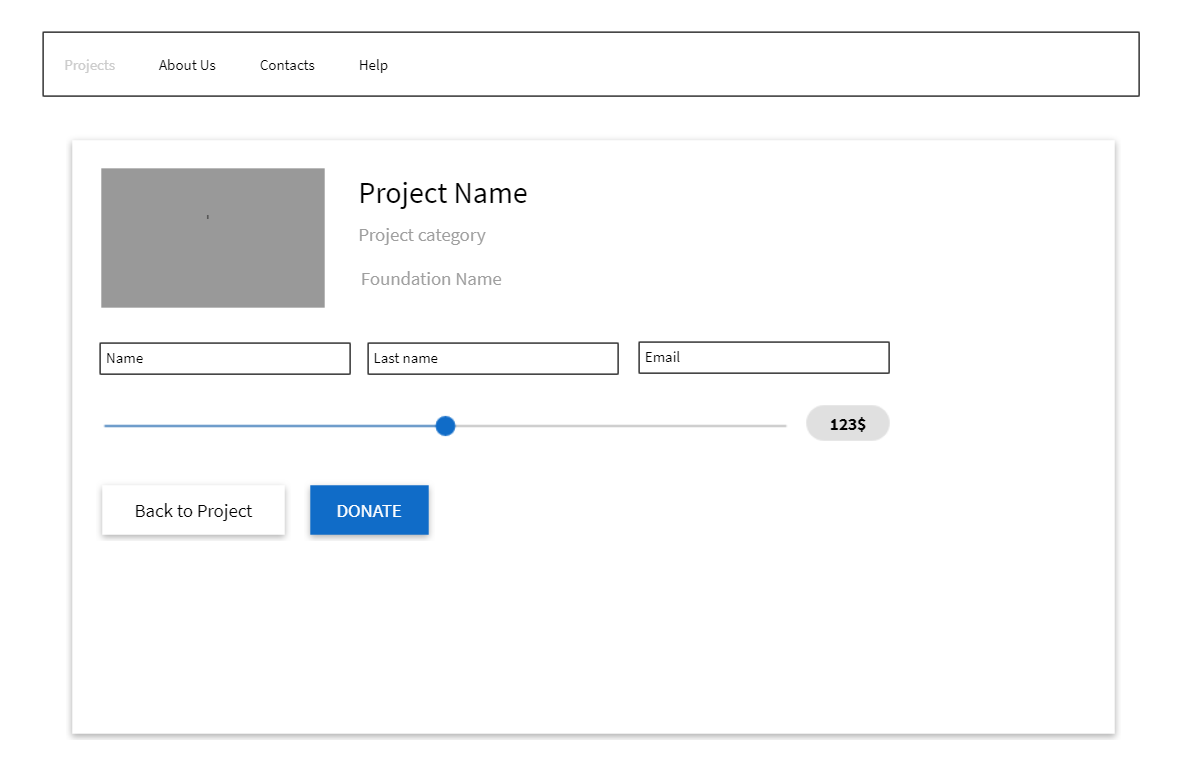 Projects About Us Contacts Help
Project Name
Project category
Foundation Name
Name Last name Email
123$
Back to Project DONATE